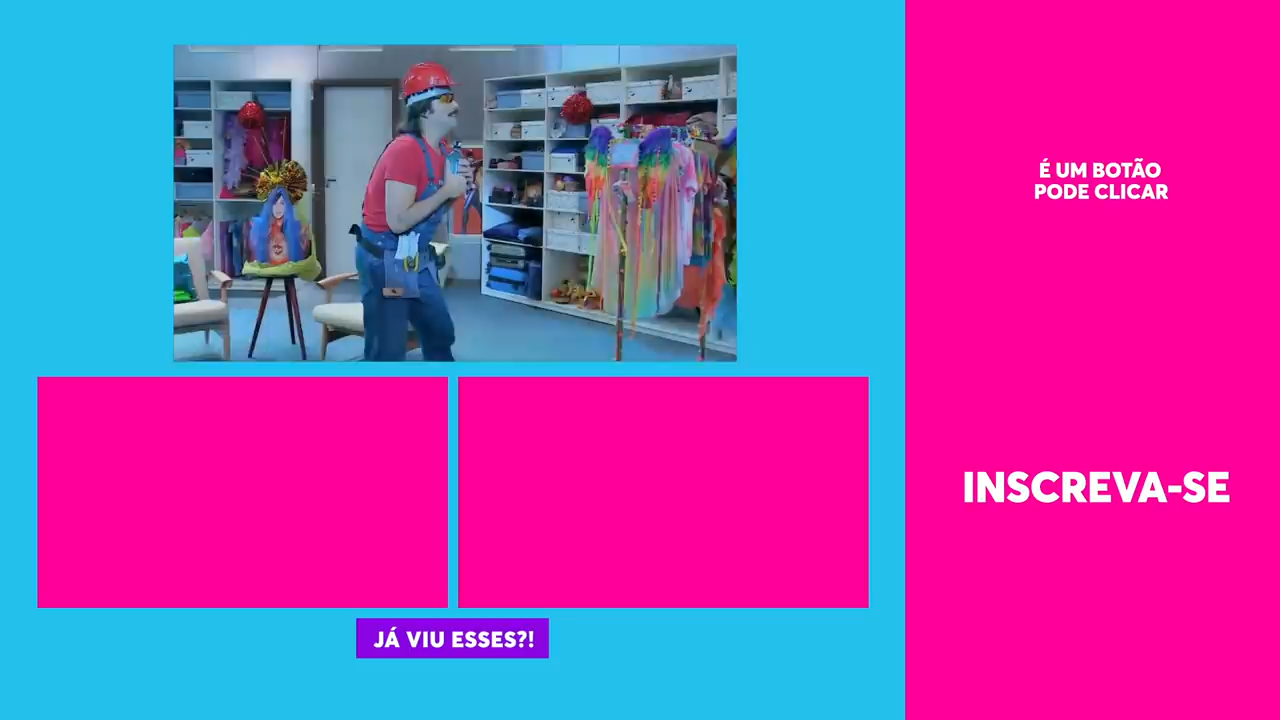 É UM BOTÃO
PODE CLICAR
INSCREVA-SE
JÁ VIU ESSES?!